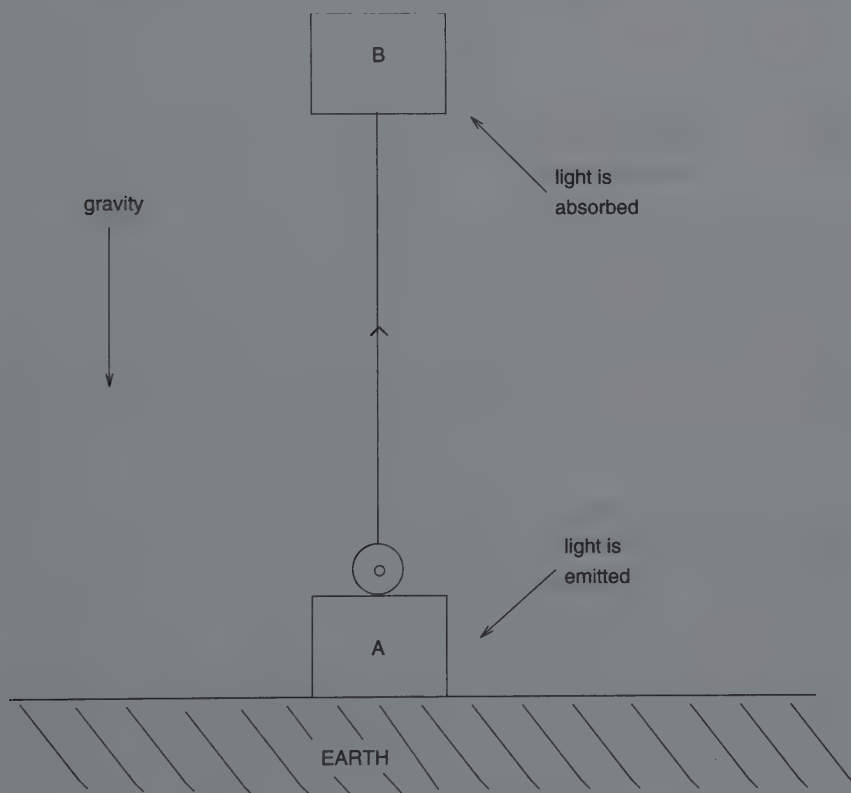 B
light is
absorbed
gravity
light is
emitted
A
EARTH